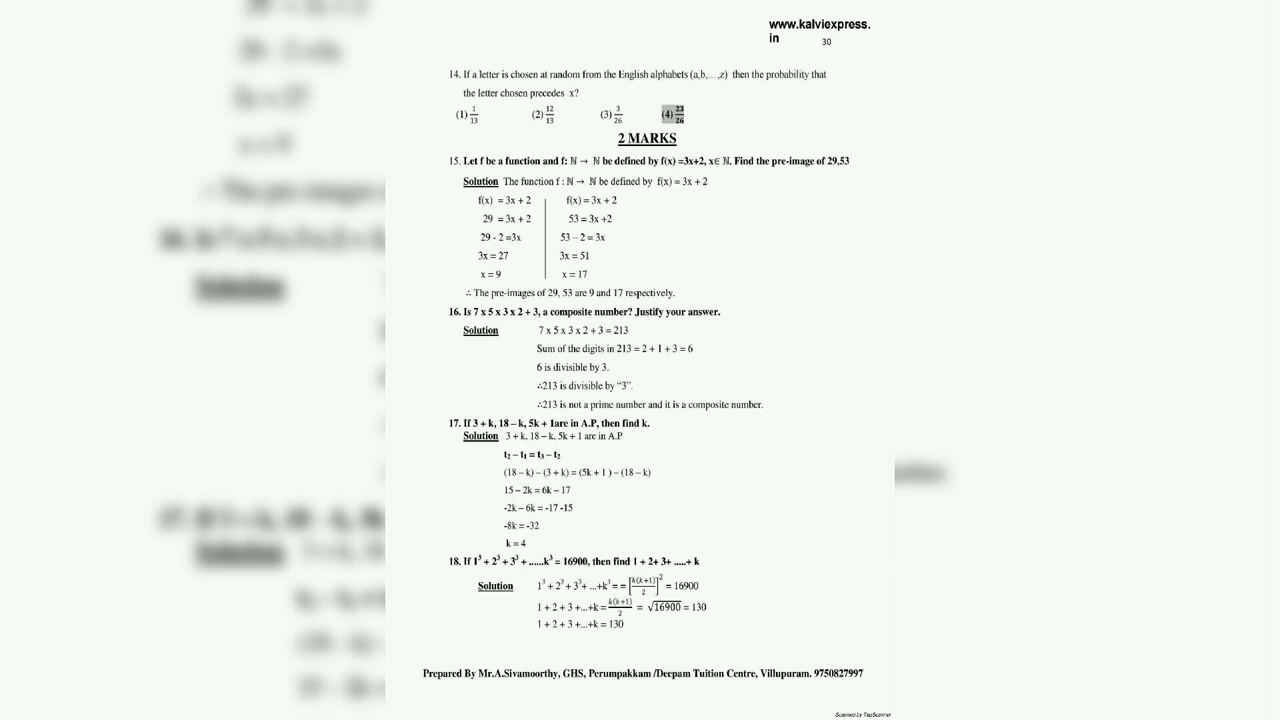 www.kalviexpress.
in 30
14. If a letter is chosen at random from the English alphabets (a,b,...,z) then the probability that
the letter chosen precedes x?
(1) 1/13 (2) 12/13 (3) 3/26 (4) 23/26
2 MARKS
15. Let f be a function and f: ℕ → ℕ be defined by f(x) =3x+2, x∈ ℕ. Find the pre-image of 29,53
Solution The function f : ℕ → ℕ be defined by f(x) = 3x + 2
f(x) = 3x + 2 f(x) = 3x + 2
29 = 3x + 2 53 = 3x +2
29 - 2 =3x 53 – 2 = 3x
3x = 27 3x = 51
x = 9 x = 17
∴ The pre-images of 29, 53 are 9 and 17 respectively.
16. Is 7 x 5 x 3 x 2 + 3, a composite number? Justify your answer.
Solution 7 x 5 x 3 x 2 + 3 = 213
Sum of the digits in 213 = 2 + 1 + 3 = 6
6 is divisible by 3.
∴213 is divisible by “3”.
∴213 is not a prime number and it is a composite number.
17. If 3 + k, 18 – k, 5k + 1are in A.P, then find k.
Solution 3 + k, 18 – k, 5k + 1 are in A.P
t₂ – t₁ = t₃ – t₂
(18 – k) – (3 + k) = (5k + 1 ) – (18 – k)
15 – 2k = 6k – 17
-2k – 6k = -17 -15
-8k = -32
k = 4
18. If 1³ + 2³ + 3³ + ......k³ = 16900, then find 1 + 2+ 3+ .....+ k
Solution 1³ + 2³ + 3³+ ...+k³ = = [k(k+1)/2]² = 16900
1 + 2 + 3 +...+k = k(k+1)/2 = √16900 = 130
1 + 2 + 3 +...+k = 130
Prepared By Mr.A.Sivamoorthy, GHS, Perumpakkam /Deepam Tuition Centre, Villupuram. 9750827997
Scanned by TapScanner